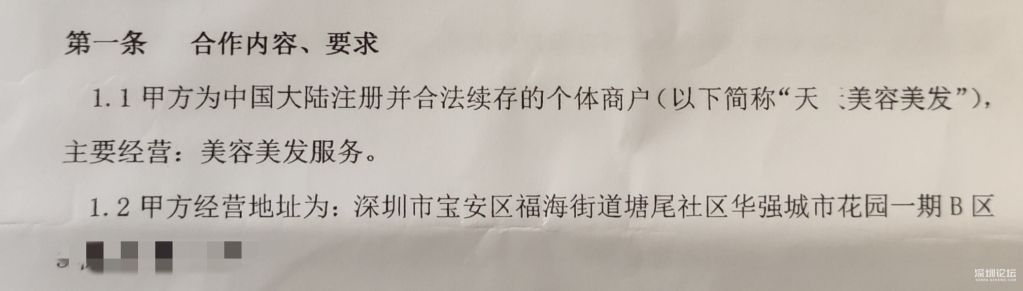 第一条 合作内容、要求
1.1 甲方为中国大陆注册并合法续存的个体商户(以下简称“天 美容美发”),
主要经营:美容美发服务。
1.2 甲方经营地址为:深圳市宝安区福海街道塘尾社区华强城市花园一期 B 区
深圳论坛